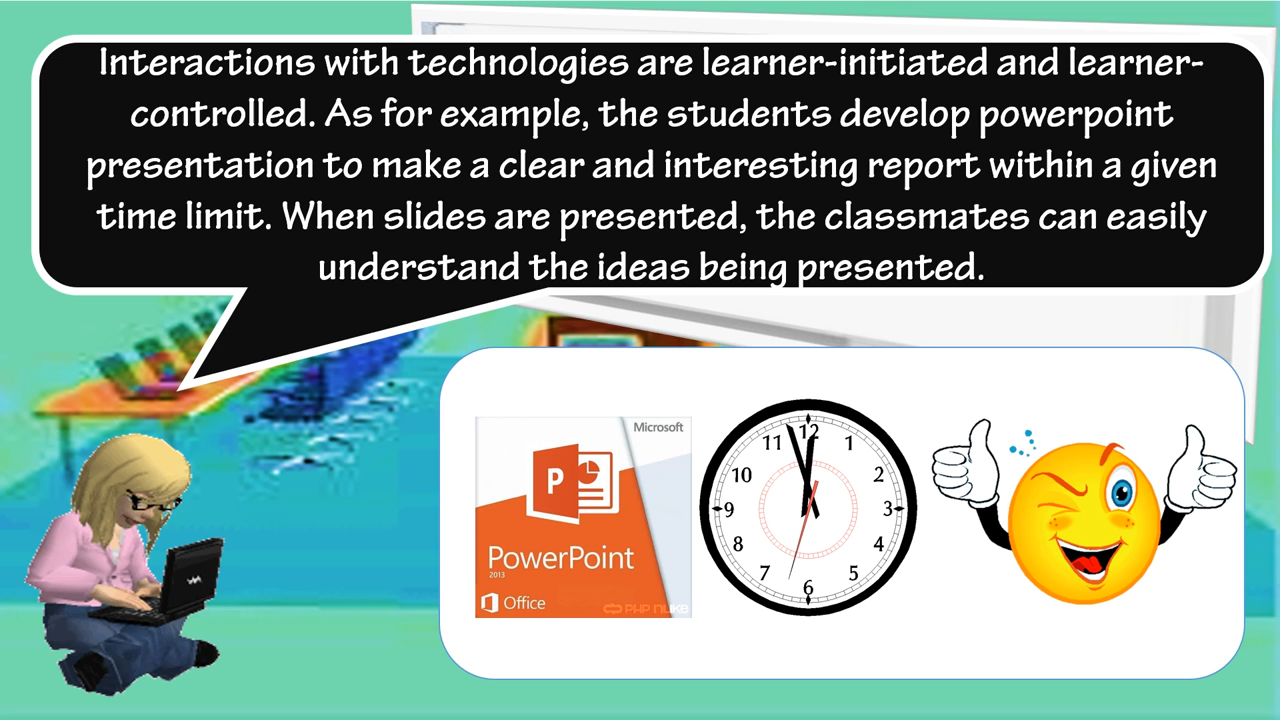 Interactions with technologies are learner-initiated and learner-
controlled. As for example, the students develop powerpoint
presentation to make a clear and interesting report within a given
time limit. When slides are presented, the classmates can easily
understand the ideas being presented.
Microsoft
P
PowerPoint
2013
Office
PHP nuke
12
11 1
10 2
9 3
8 4
7 5
6